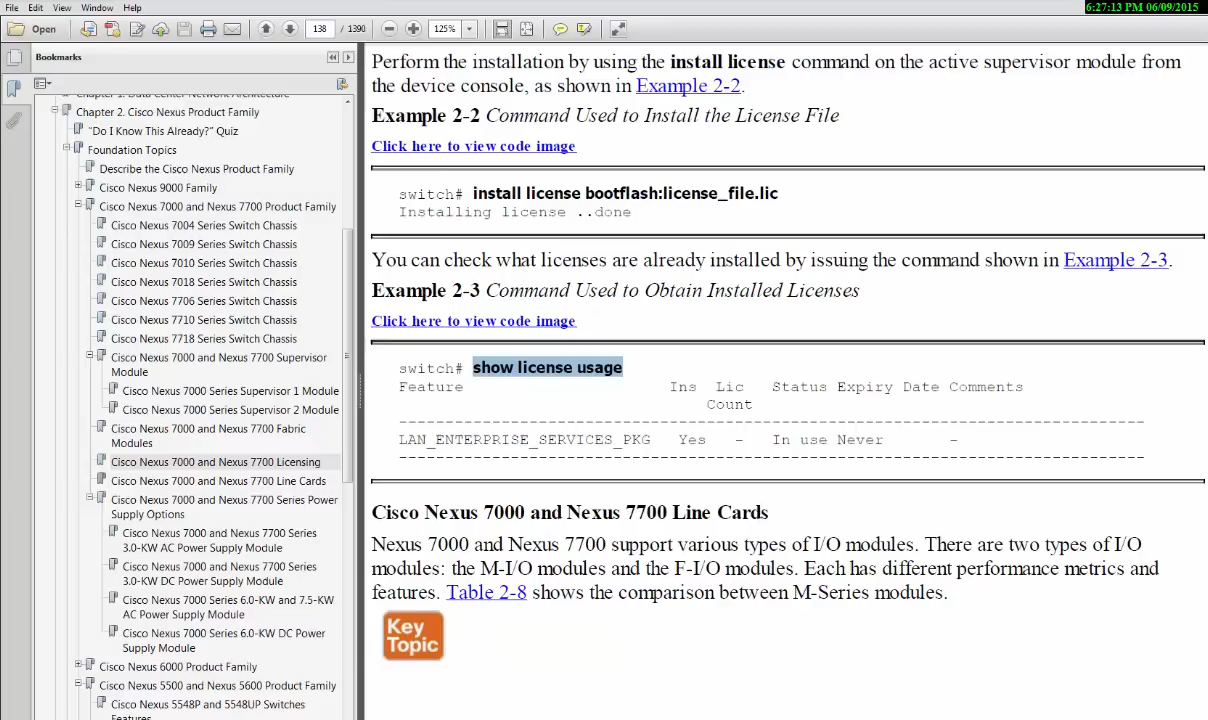 File Edit View Window Help
6:27:13 PM 06/09/2015
Open
138 / 1390
125%
Bookmarks
Chapter 1. Data Center Network Architecture
Chapter 2. Cisco Nexus Product Family
"Do I Know This Already?" Quiz
Foundation Topics
Describe the Cisco Nexus Product Family
Cisco Nexus 9000 Family
Cisco Nexus 7000 and Nexus 7700 Product Family
Cisco Nexus 7004 Series Switch Chassis
Cisco Nexus 7009 Series Switch Chassis
Cisco Nexus 7010 Series Switch Chassis
Cisco Nexus 7018 Series Switch Chassis
Cisco Nexus 7706 Series Switch Chassis
Cisco Nexus 7710 Series Switch Chassis
Cisco Nexus 7718 Series Switch Chassis
Cisco Nexus 7000 and Nexus 7700 Supervisor
Module
Cisco Nexus 7000 Series Supervisor 1 Module
Cisco Nexus 7000 Series Supervisor 2 Module
Cisco Nexus 7000 and Nexus 7700 Fabric
Modules
Cisco Nexus 7000 and Nexus 7700 Licensing
Cisco Nexus 7000 and Nexus 7700 Line Cards
Cisco Nexus 7000 and Nexus 7700 Series Power
Supply Options
Cisco Nexus 7000 and Nexus 7700 Series
3.0-KW AC Power Supply Module
Cisco Nexus 7000 and Nexus 7700 Series
3.0-KW DC Power Supply Module
Cisco Nexus 7000 Series 6.0-KW and 7.5-KW
AC Power Supply Module
Cisco Nexus 7000 Series 6.0-KW DC Power
Supply Module
Cisco Nexus 6000 Product Family
Cisco Nexus 5500 and Nexus 5600 Product Family
Cisco Nexus 5548P and 5548UP Switches
Features
Perform the installation by using the install license command on the active supervisor module from
the device console, as shown in Example 2-2.
Example 2-2 Command Used to Install the License File
Click here to view code image
switch# install license bootflash:license_file.lic
Installing license ..done
You can check what licenses are already installed by issuing the command shown in Example 2-3.
Example 2-3 Command Used to Obtain Installed Licenses
Click here to view code image
switch# show license usage
Feature Ins Lic Status Expiry Date Comments
Count
--------------------------------------------------------------------------------
LAN_ENTERPRISE_SERVICES_PKG Yes - In use Never -
--------------------------------------------------------------------------------
Cisco Nexus 7000 and Nexus 7700 Line Cards
Nexus 7000 and Nexus 7700 support various types of I/O modules. There are two types of I/O
modules: the M-I/O modules and the F-I/O modules. Each has different performance metrics and
features. Table 2-8 shows the comparison between M-Series modules.
Key
Topic